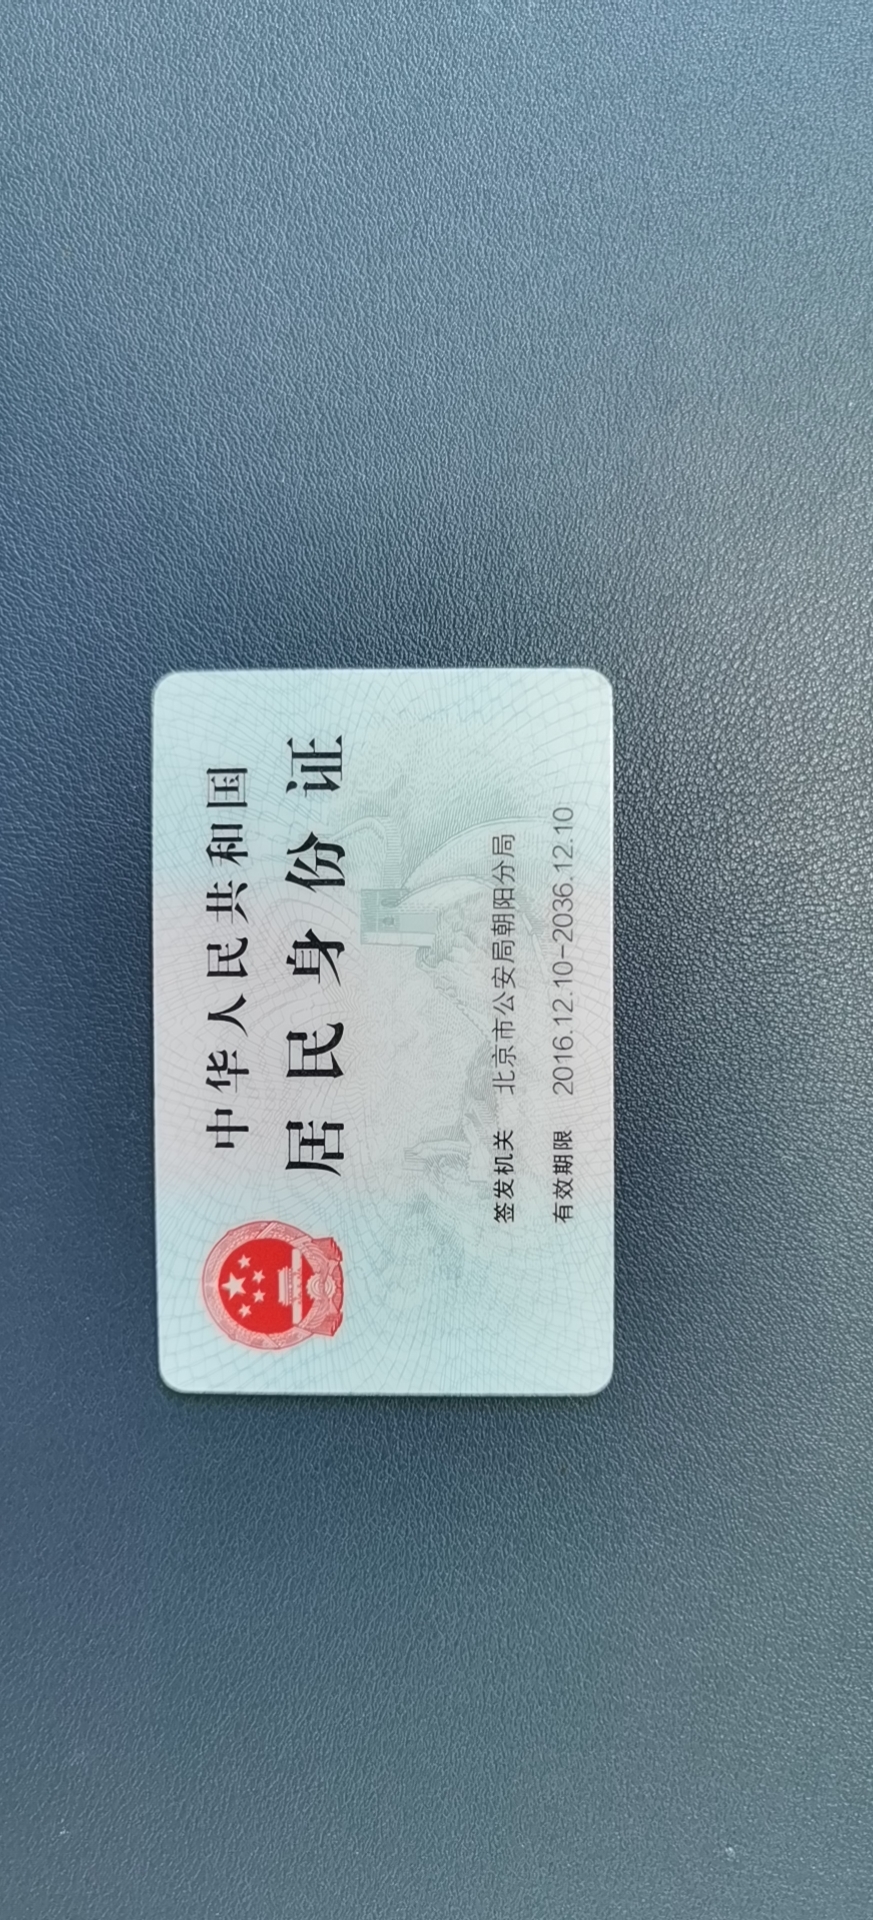 中华人民共和国
居民身份证
签发机关 北京市公安局朝阳分局
有效期限 2016.12.10-2036.12.10